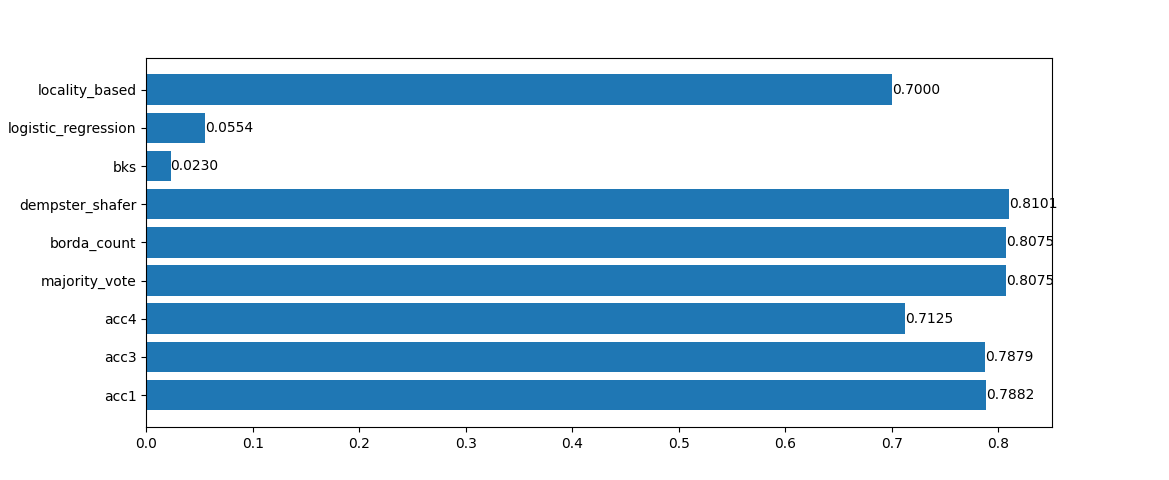 locality_based 0.7000
logistic_regression 0.0554
bks 0.0230
dempster_shafer 0.8101
borda_count 0.8075
majority_vote 0.8075
acc4 0.7125
acc3 0.7879
acc1 0.7882
0.0 0.1 0.2 0.3 0.4 0.5 0.6 0.7 0.8